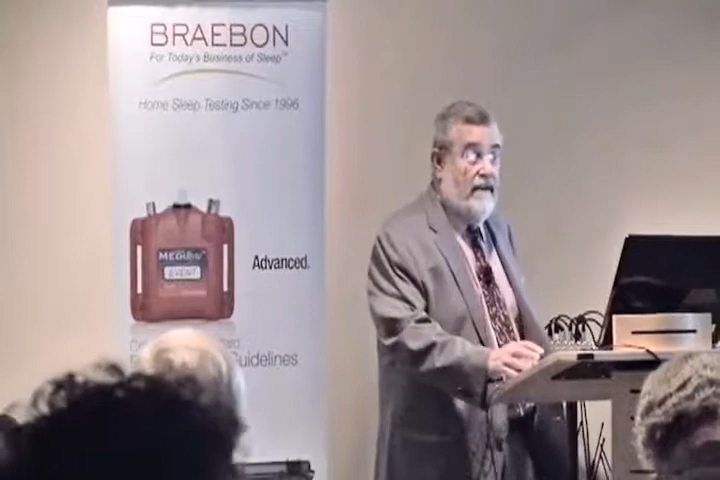 BRAEBON
For Today's Business of Sleep™
Home Sleep Testing Since 1996
MEDIByte
EVENT
Advanced.
Guidelines